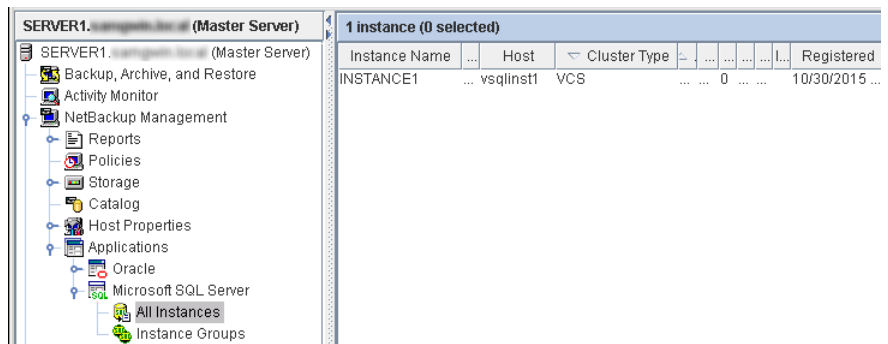 SERVER1. (Master Server)
SERVER1. (Master Server)
Backup, Archive, and Restore
Activity Monitor
NetBackup Management
Reports
Policies
Storage
Catalog
Host Properties
Applications
Oracle
SQL Microsoft SQL Server
All Instances
Instance Groups
1 instance (0 selected)
Instance Name ... Host Cluster Type . ... ... ... ... I... Registered
INSTANCE1 ... vsqlinst1 VCS ... ... 0 ... ... 10/30/2015 ...